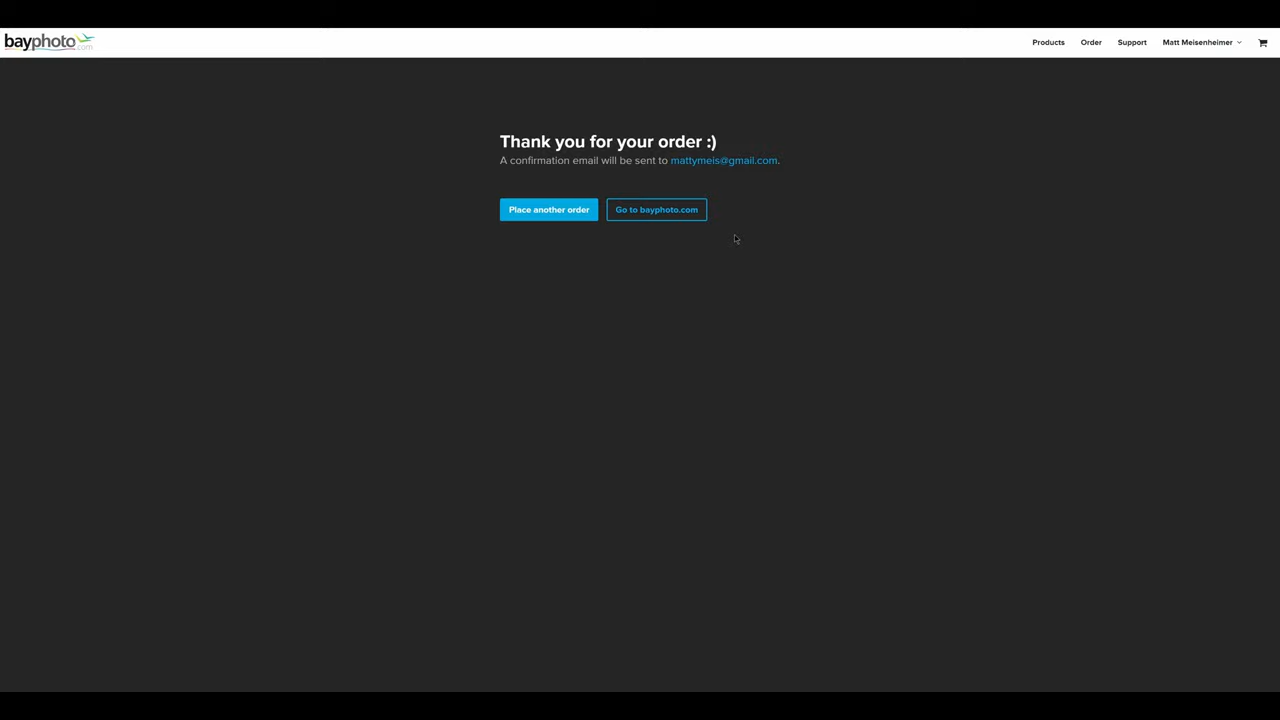 bayphoto.com
Products Order Support Matt Meisenheimer
Thank you for your order :)
A confirmation email will be sent to mattymeis@gmail.com.
Place another order Go to bayphoto.com